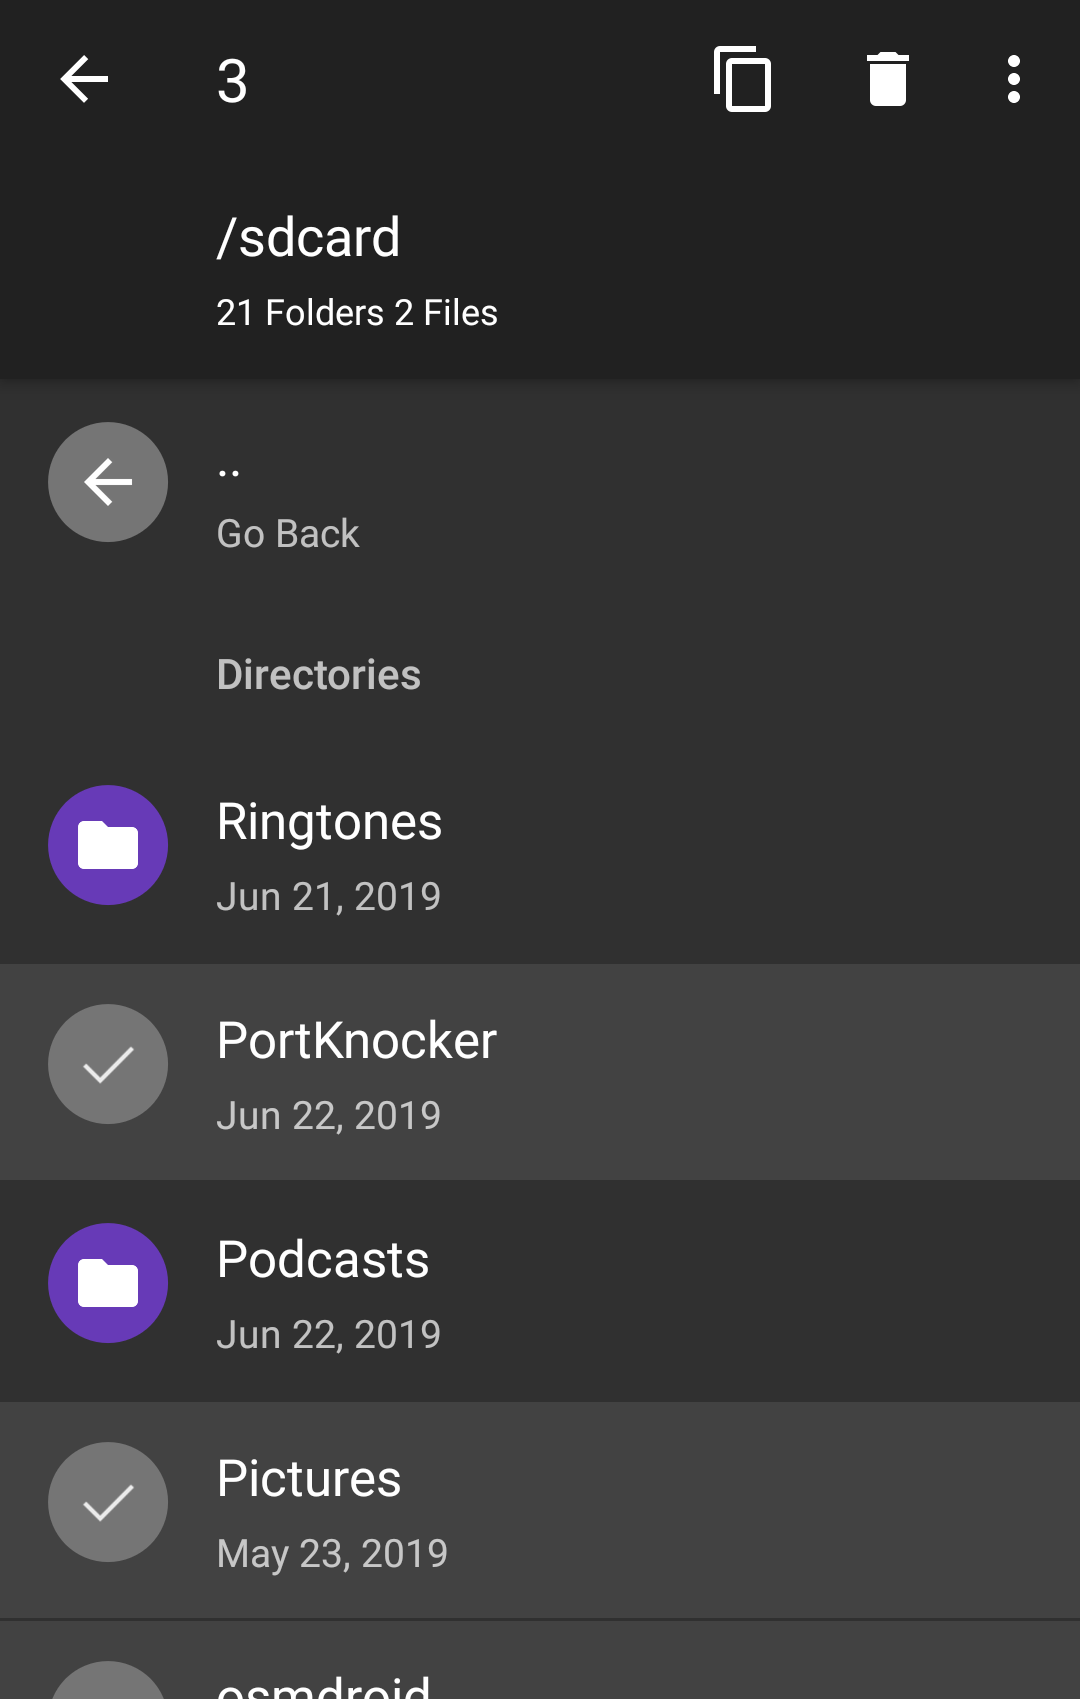 3
/sdcard
21 Folders 2 Files
..
Go Back
Directories
Ringtones
Jun 21, 2019
PortKnocker
Jun 22, 2019
Podcasts
Jun 22, 2019
Pictures
May 23, 2019
osmdroid